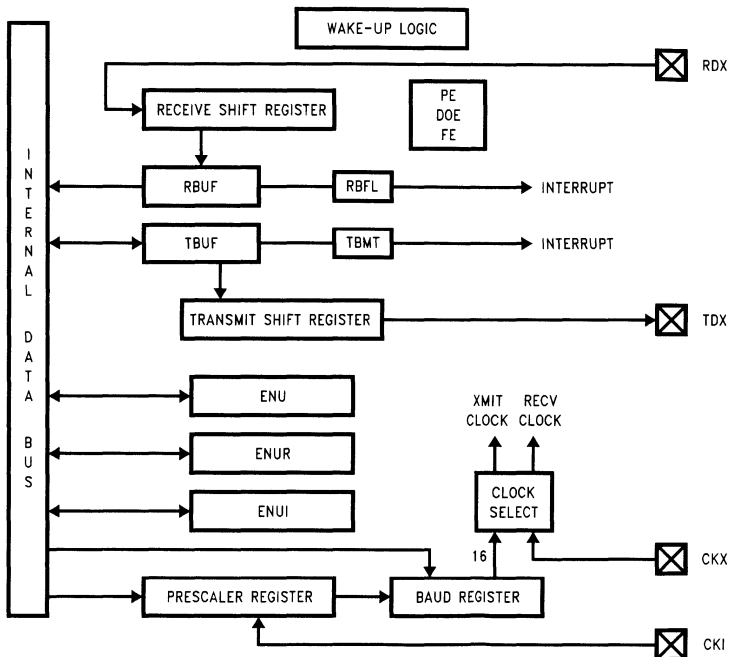 WAKE-UP LOGIC
RDX
RECEIVE SHIFT REGISTER
PE
DOE
FE
INTERNAL DATA BUS
RBUF
RBFL
INTERRUPT
TBUF
TBMT
INTERRUPT
TRANSMIT SHIFT REGISTER
TDX
ENU
XMIT
CLOCK
RECV
CLOCK
ENUR
ENUI
CLOCK
SELECT
16
CKX
PRESCALER REGISTER
BAUD REGISTER
CKI